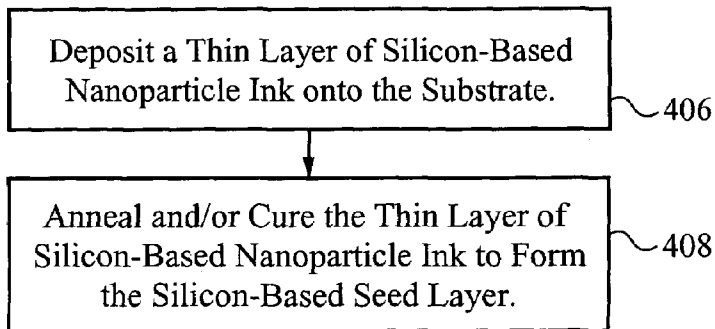 Deposit a Thin Layer of Silicon-Based
Nanoparticle Ink onto the Substrate.
406
Anneal and/or Cure the Thin Layer of
Silicon-Based Nanoparticle Ink to Form
the Silicon-Based Seed Layer.
408